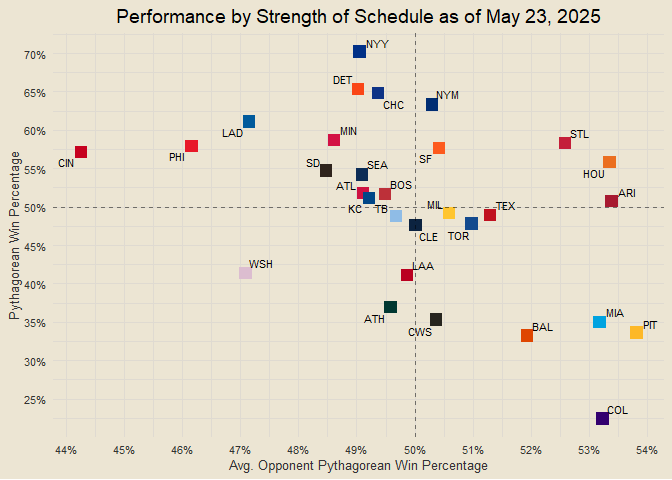 Performance by Strength of Schedule as of May 23, 2025
Pythagorean Win Percentage
70%
65%
60%
55%
50%
45%
40%
35%
30%
25%
NYY
DET
CHC
NYM
LAD
MIN
STL
PHI
CIN
SF
SD
SEA
HOU
ATL
BOS
ARI
KC
TB
MIL
TEX
CLE
TOR
WSH
LAA
ATH
CWS
BAL
MIA
PIT
COL
44%
45%
46%
47%
48%
49%
50%
51%
52%
53%
54%
Avg. Opponent Pythagorean Win Percentage